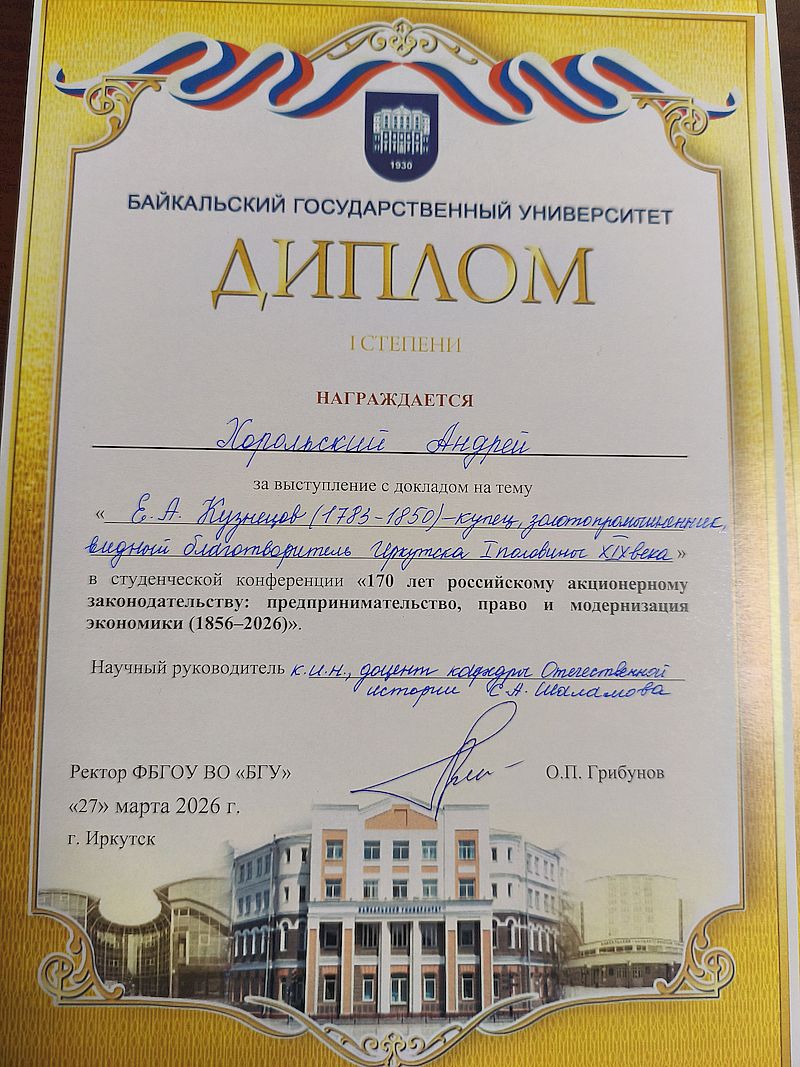 1930
БАЙКАЛЬСКИЙ ГОСУДАРСТВЕННЫЙ УНИВЕРСИТЕТ
ДИПЛОМ
I СТЕПЕНИ
НАГРАЖДАЕТСЯ
Хорольский Андрей
за выступление с докладом на тему
« Е. А. Кузнецов (1783-1850) - купец, золотопромышленник,
видный благотворитель Иркутска I половины XIX века »
в студенческой конференции «170 лет российскому акционерному
законодательству: предпринимательство, право и модернизация
экономики (1856–2026)».
Научный руководитель к.и.н., доцент кафедры Отечественной
истории Е.А. Шаламова
Ректор ФБГОУ ВО «БГУ» О.П. Грибунов
«27» марта 2026 г.
г. Иркутск